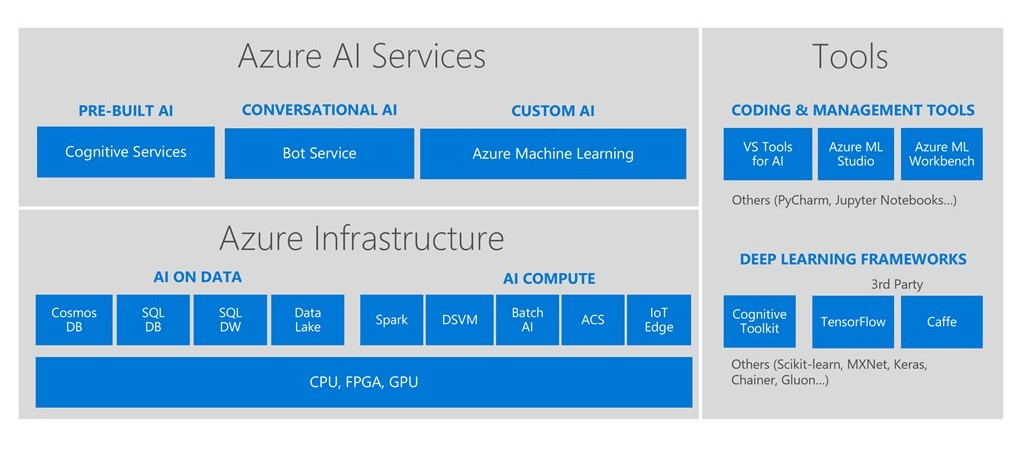 Azure AI Services
PRE-BUILT AI
CONVERSATIONAL AI
CUSTOM AI
Cognitive Services
Bot Service
Azure Machine Learning
Azure Infrastructure
AI ON DATA
AI COMPUTE
Cosmos
DB
SQL
DB
SQL
DW
Data
Lake
Spark
DSVM
Batch
AI
ACS
IoT
Edge
CPU, FPGA, GPU
Tools
CODING & MANAGEMENT TOOLS
VS Tools
for AI
Azure ML
Studio
Azure ML
Workbench
Others (PyCharm, Jupyter Notebooks...)
DEEP LEARNING FRAMEWORKS
3rd Party
Cognitive
Toolkit
TensorFlow
Caffe
Others (Scikit-learn, MXNet, Keras,
Chainer, Gluon...)